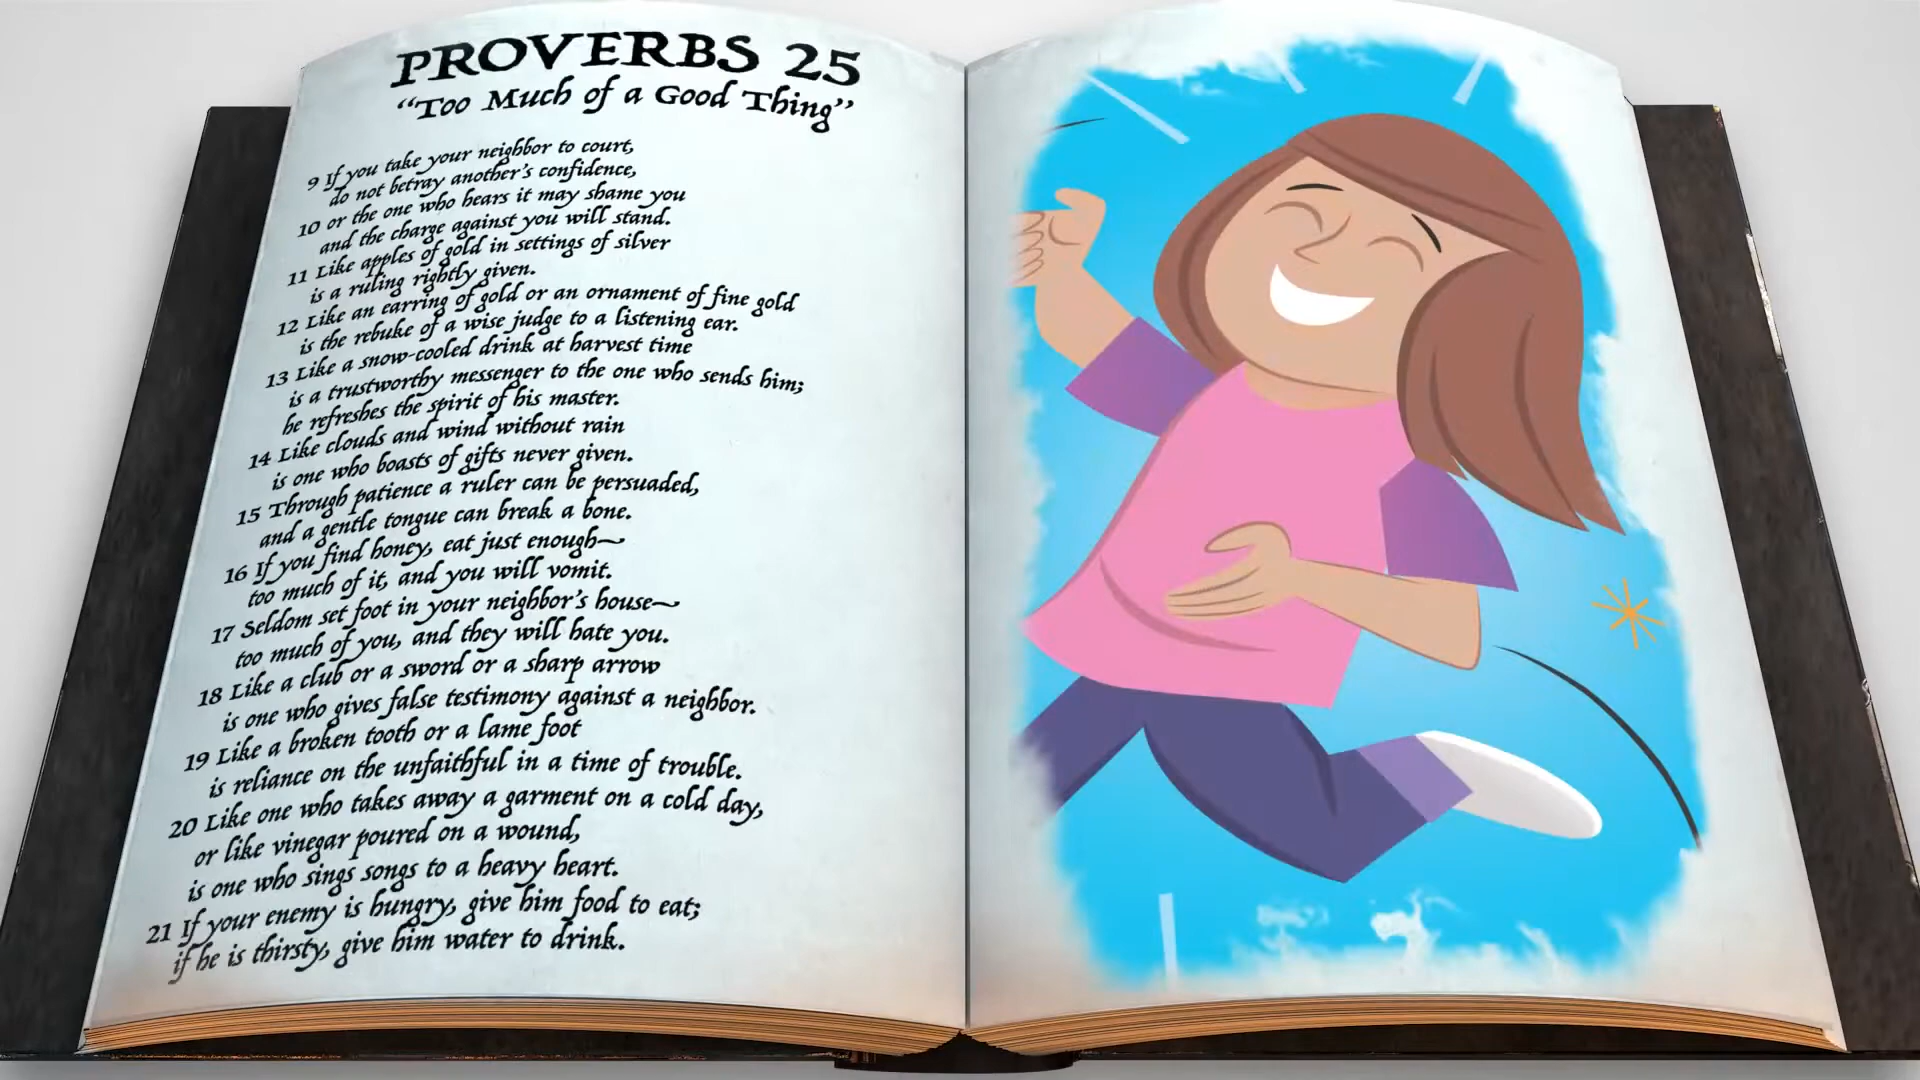 PROVERBS 25
“Too Much of a Good Thing”
9 If you take your neighbor to court,
do not betray another’s confidence,
10 or the one who hears it may shame you
and the charge against you will stand.
11 Like apples of gold in settings of silver
is a ruling rightly given.
12 Like an earring of gold or an ornament of fine gold
is the rebuke of a wise judge to a listening ear.
13 Like a snow-cooled drink at harvest time
is a trustworthy messenger to the one who sends him;
he refreshes the spirit of his master.
14 Like clouds and wind without rain
is one who boasts of gifts never given.
15 Through patience a ruler can be persuaded,
and a gentle tongue can break a bone.
16 If you find honey, eat just enough—
too much of it, and you will vomit.
17 Seldom set foot in your neighbor’s house—
too much of you, and they will hate you.
18 Like a club or a sword or a sharp arrow
is one who gives false testimony against a neighbor.
19 Like a broken tooth or a lame foot
is reliance on the unfaithful in a time of trouble.
20 Like one who takes away a garment on a cold day,
or like vinegar poured on a wound,
is one who sings songs to a heavy heart.
21 If your enemy is hungry, give him food to eat;
if he is thirsty, give him water to drink.